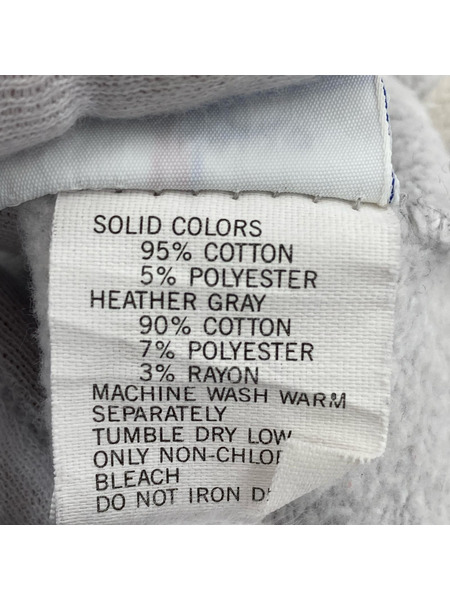 SOLID COLORS
95% COTTON
5% POLYESTER
HEATHER GRAY
90% COTTON
7% POLYESTER
3% RAYON
MACHINE WASH WARM
SEPARATELY
TUMBLE DRY LOW
ONLY
BLEACH
DO NOT IRON